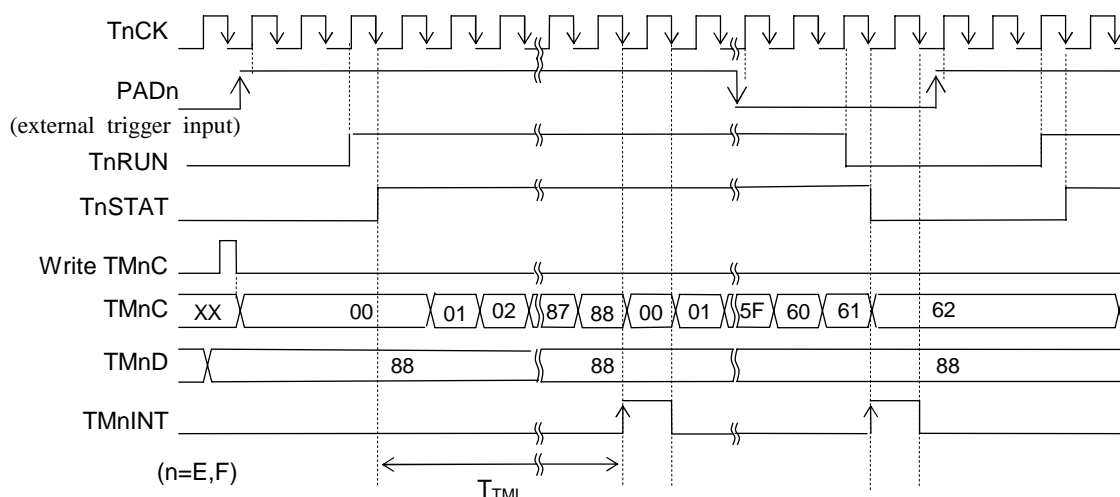 TnCK
PADn
(external trigger input)
TnRUN
TnSTAT
Write TMnC
TMnC XX 00 01 02 87 88 00 01 5F 60 61 62
TMnD 88 88 88
TMnINT
(n=E,F)
TTMI